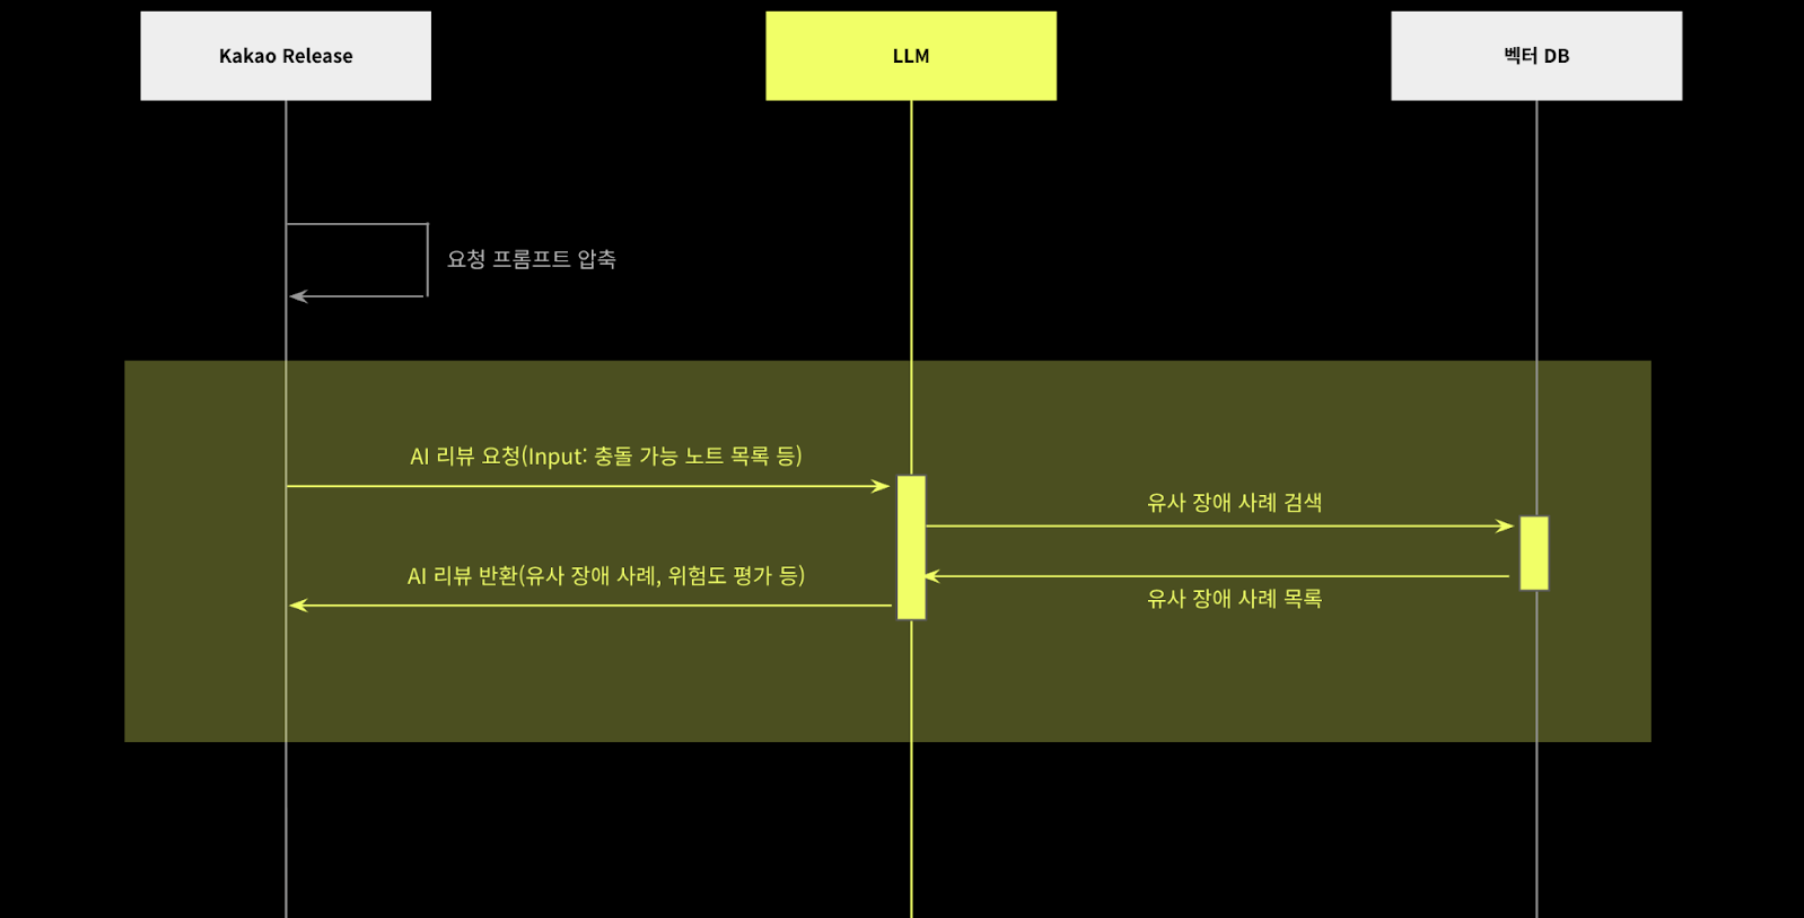 Kakao Release
LLM
벡터 DB
요청 프롬프트 압축
AI 리뷰 요청(Input: 충돌 가능 노트 목록 등)
유사 장애 사례 검색
AI 리뷰 반환(유사 장애 사례, 위험도 평가 등)
유사 장애 사례 목록